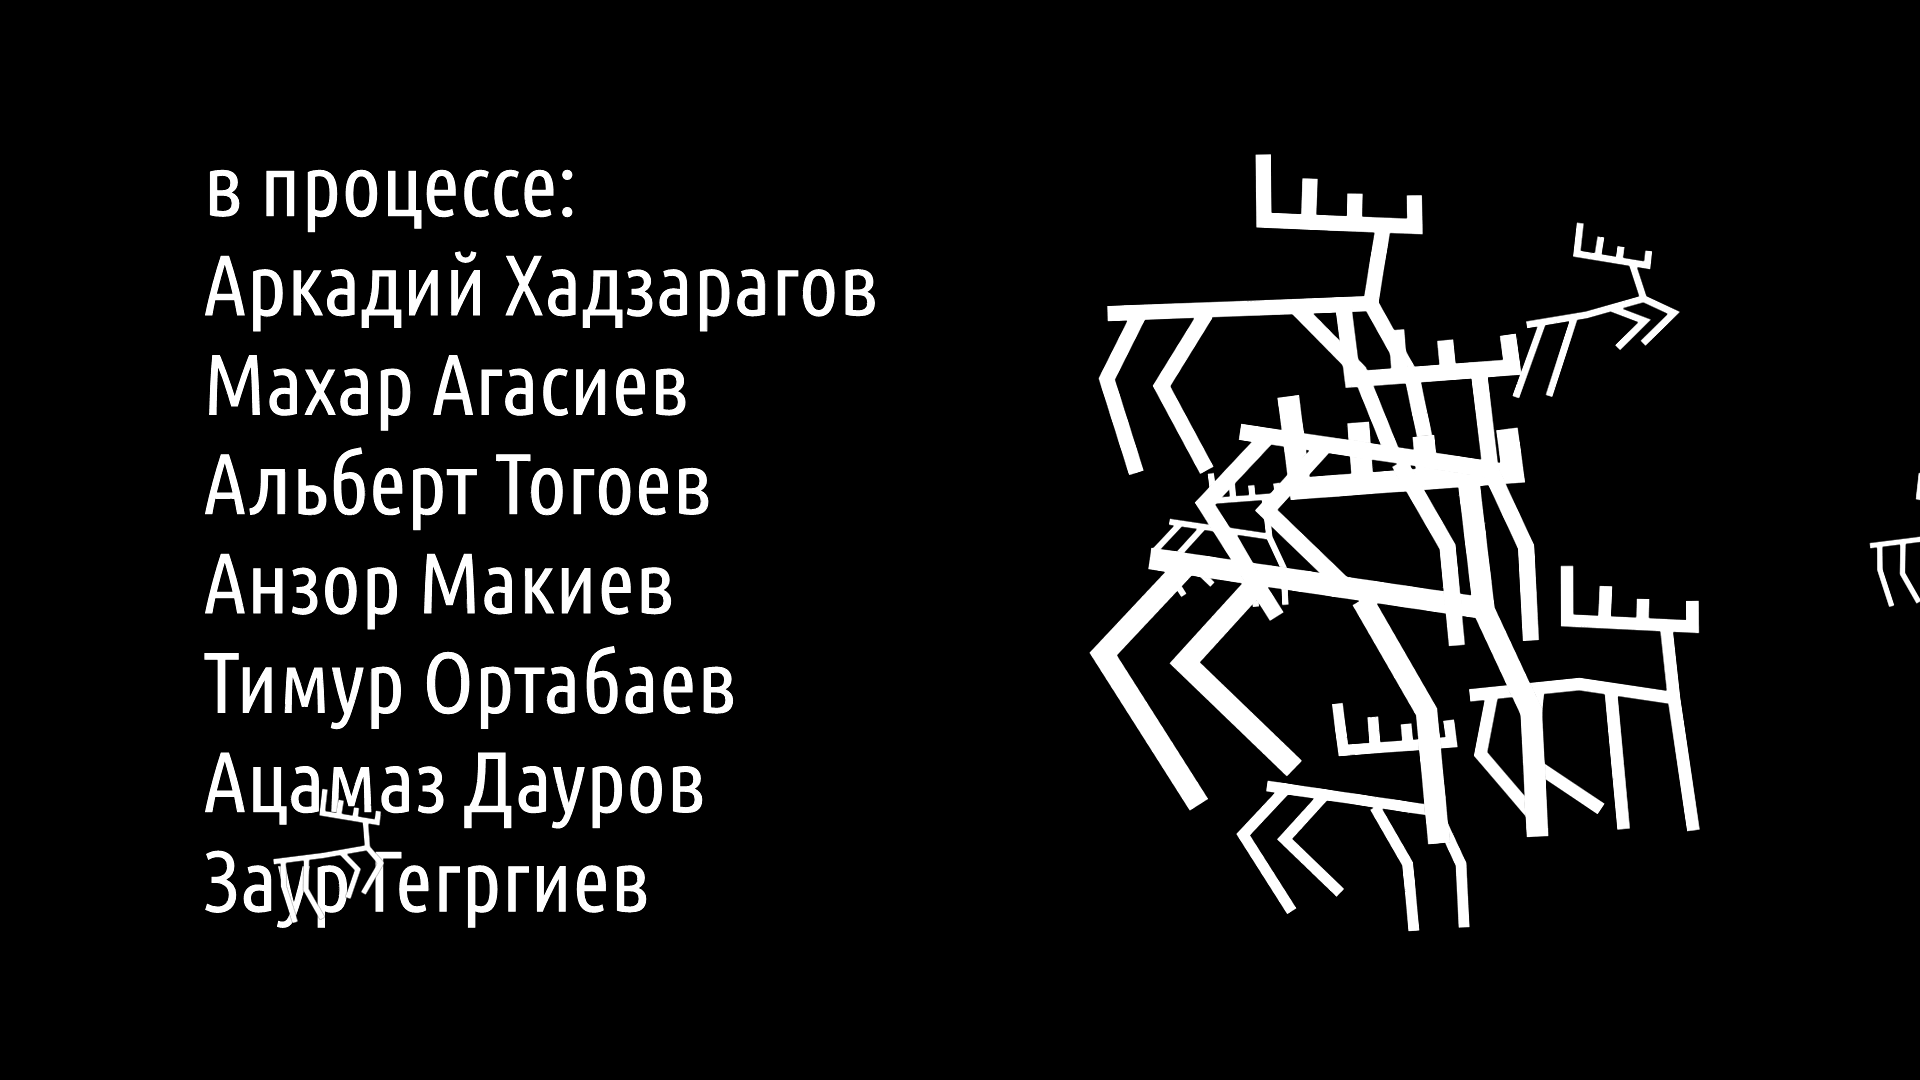 в процессе:
Аркадий Хадзарагов
Махар Агасиев
Альберт Тогоев
Анзор Макиев
Тимур Ортабаев
Ацамаз Дауров
Заур Тегргиев